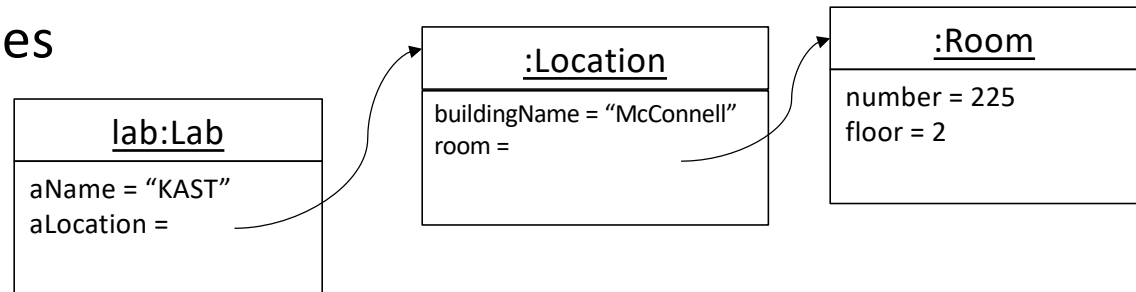 es
lab:Lab
aName = “KAST”
aLocation =
:Location
buildingName = “McConnell”
room =
:Room
number = 225
floor = 2